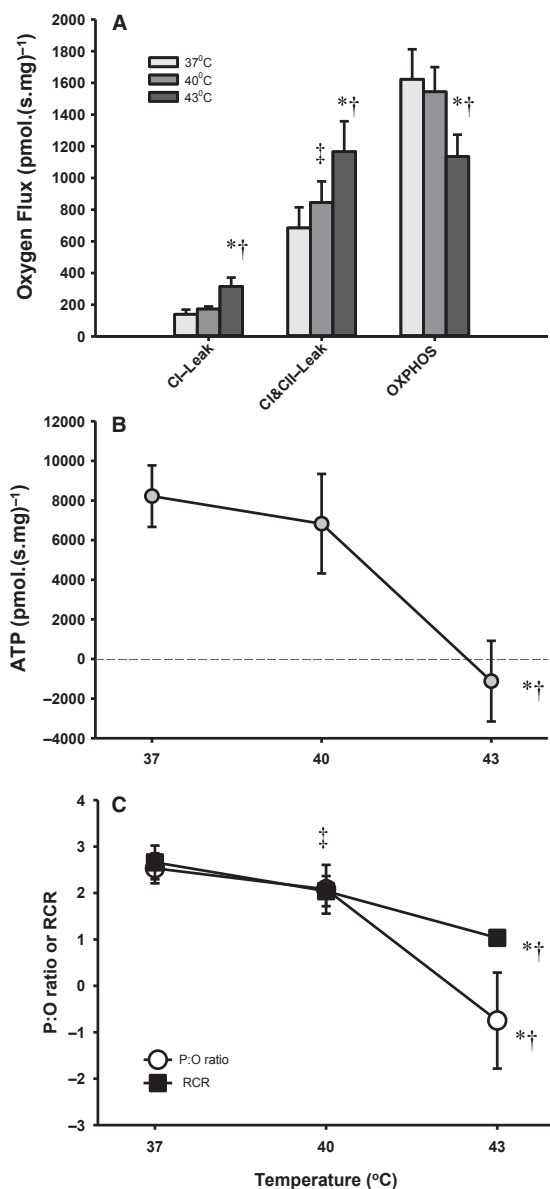 A
Oxygen Flux (pmol.(s.mg)⁻¹)
2000
1800
1600
1400
1200
1000
800
600
400
200
0
37⁰C
40⁰C
43⁰C
*†
‡
*†
*†
CI–Leak
CI&CII–Leak
OXPHOS
B
ATP (pmol.(s.mg)⁻¹)
12000
10000
8000
6000
4000
2000
0
–2000
–4000
*†
37 40 43
C
P:O ratio or RCR
4
3
2
1
0
–1
–2
–3
‡
*†
*†
P:O ratio
RCR
37 40 43
Temperature (ᵒC)